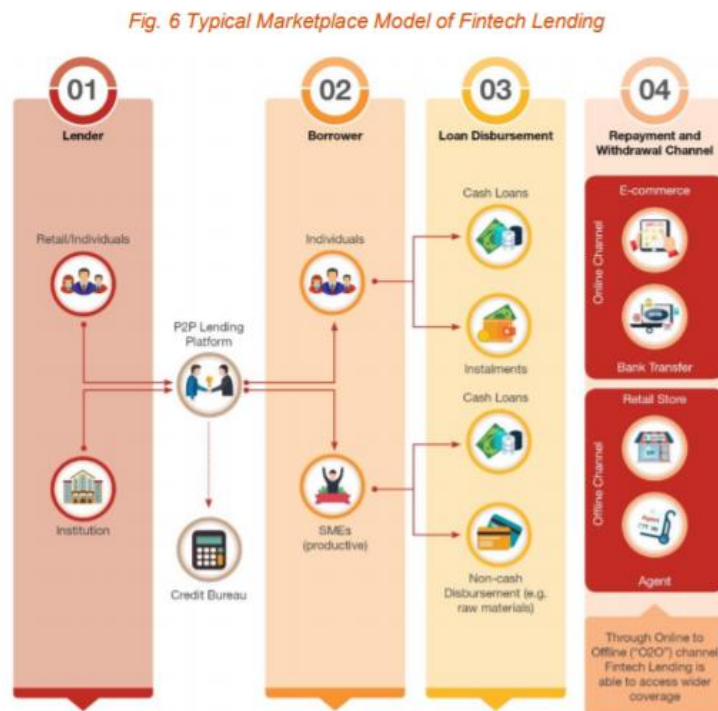 Fig. 6 Typical Marketplace Model of Fintech Lending
01
Lender
Retail/Individuals
Institution
P2P Lending
Platform
Credit Bureau
02
Borrower
Individuals
SMEs
(productive)
03
Loan Disbursement
Cash Loans
Instalments
Cash Loans
Non-cash
Disbursement (e.g.
raw materials)
04
Repayment and
Withdrawal Channel
Online Channel
E-commerce
Bank Transfer
Offline Channel
Retail Store
Agent
Through Online to
Offline ("O2O") channel
Fintech Lending is
able to access wider
coverage